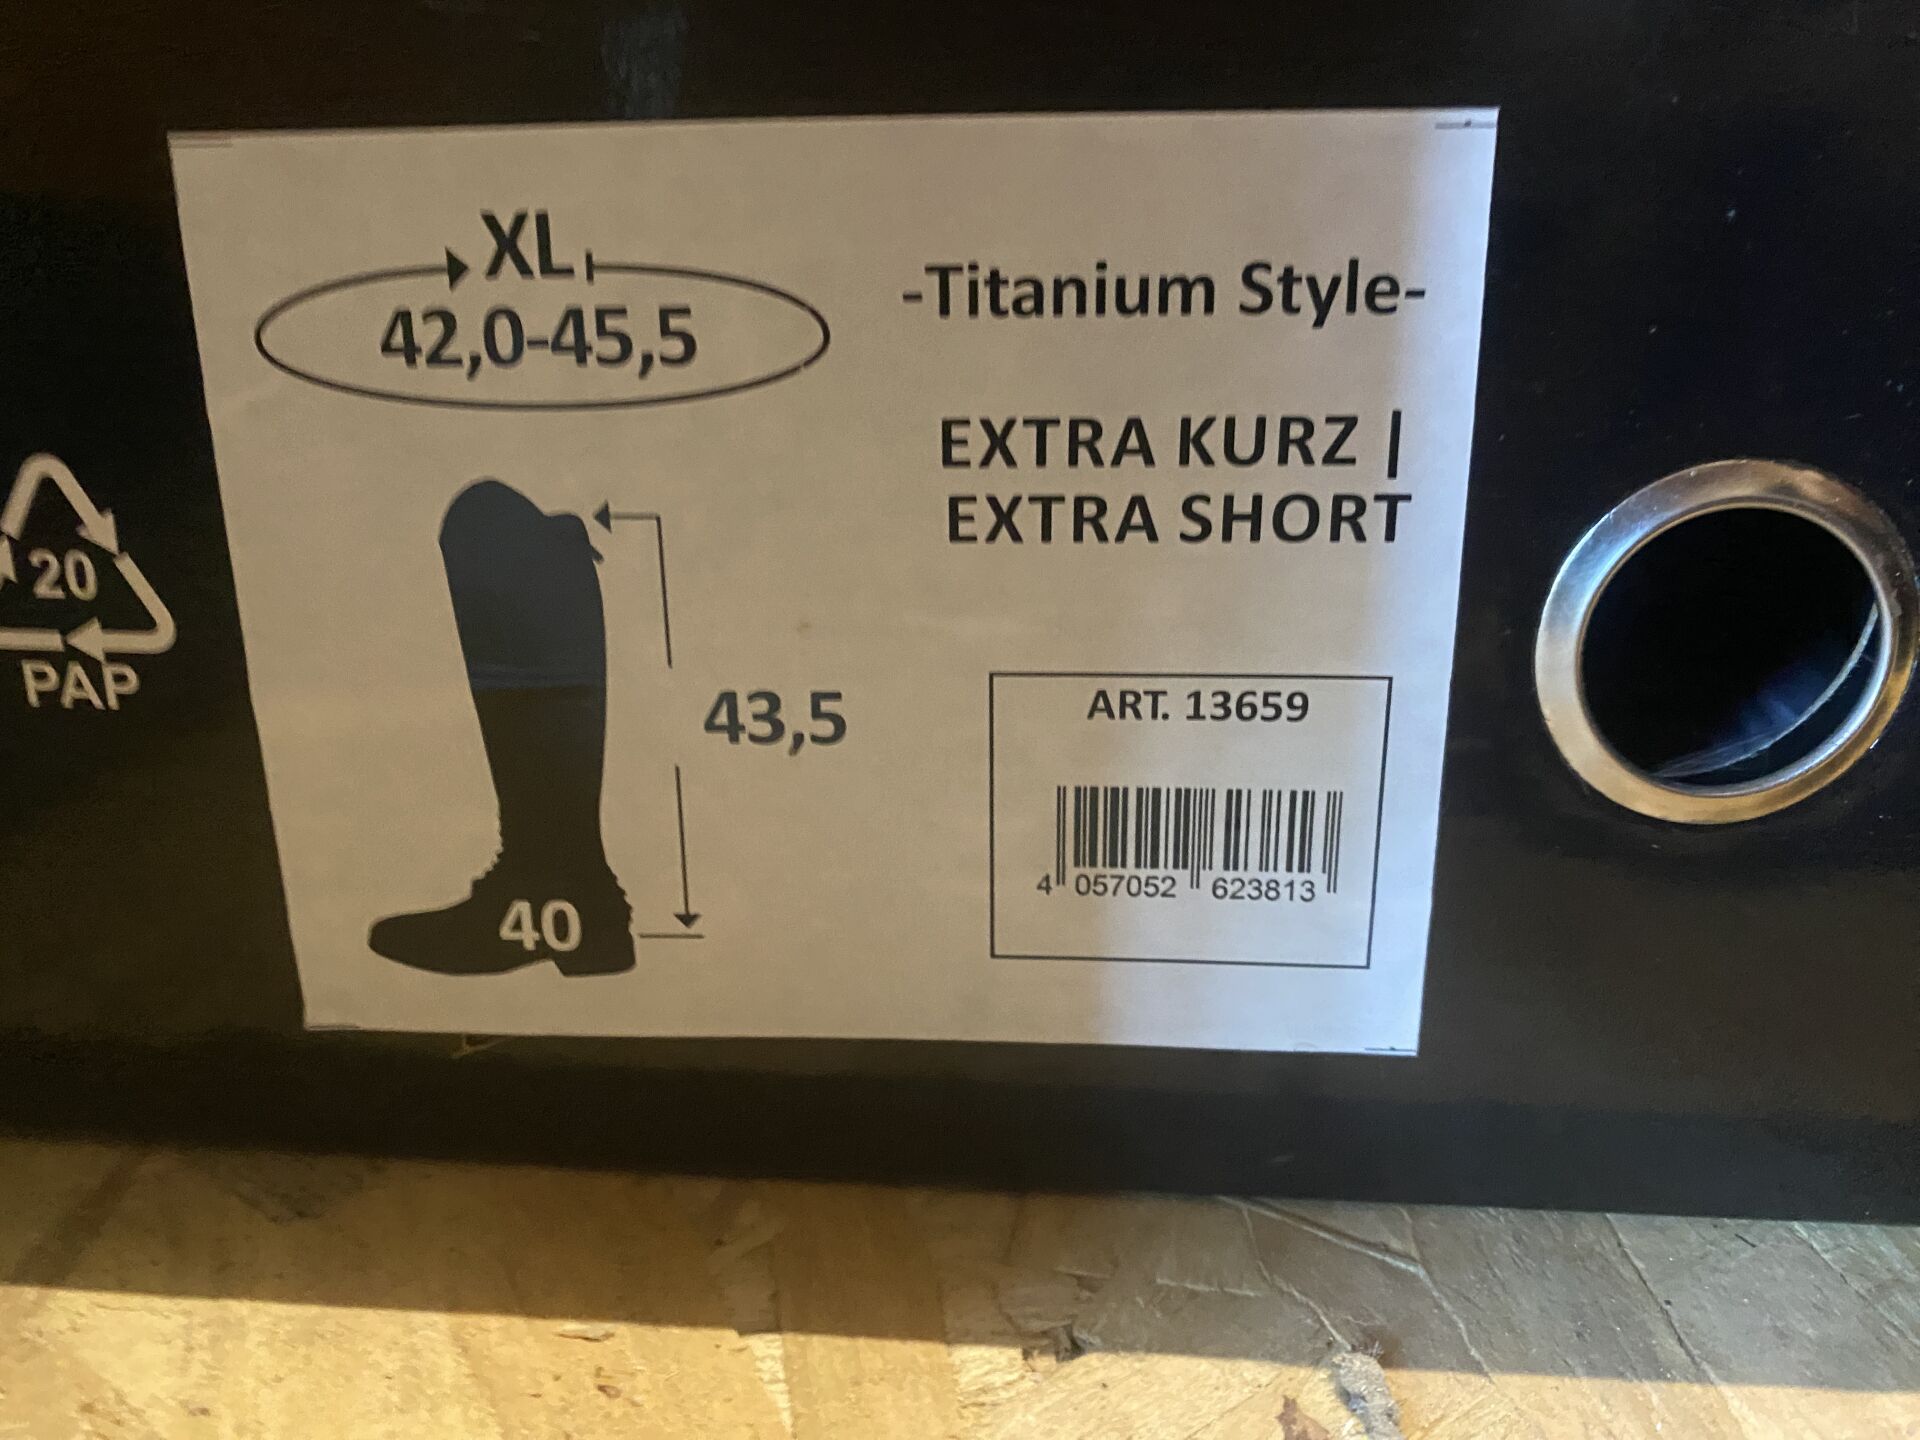 XL
42,0-45,5
-Titanium Style-
EXTRA KURZ |
EXTRA SHORT
20
PAP
43,5
40
ART. 13659
4 057052 623813